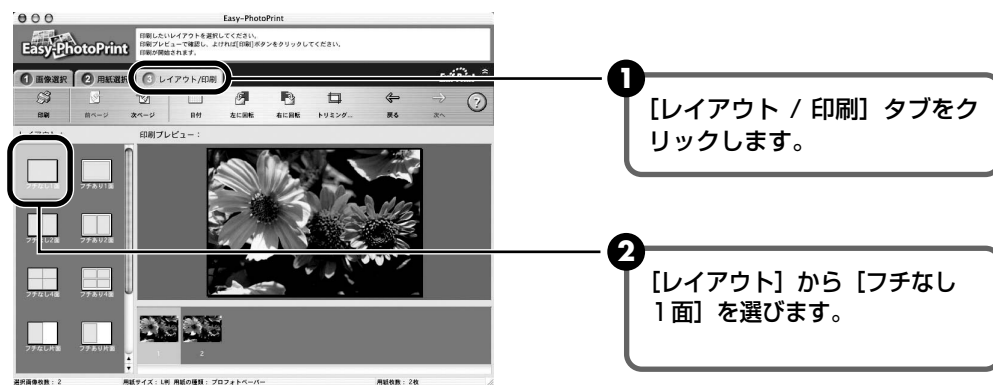 Easy-PhotoPrint
Easy-PhotoPrint
印刷したいレイアウトを選択してください。
印刷プレビューで確認し、よければ[印刷]ボタンをクリックしてください。
印刷が開始されます。
1 画像選択 2 用紙選択 3 レイアウト/印刷
印刷 前ページ 次ページ 日付 左に回転 右に回転 トリミング... 戻る 次へ ?
印刷プレビュー：
フチなし1面 フチあり1面
フチなし2面 フチあり2面
フチなし4面 フチあり4面
フチなし片面 フチあり片面
1 2
選択画像枚数：2 用紙サイズ：L判 用紙の種類：プロフォトペーパー 用紙枚数：2枚
1
［レイアウト / 印刷］タブをク
リックします。
2
［レイアウト］から［フチなし
1面］を選びます。